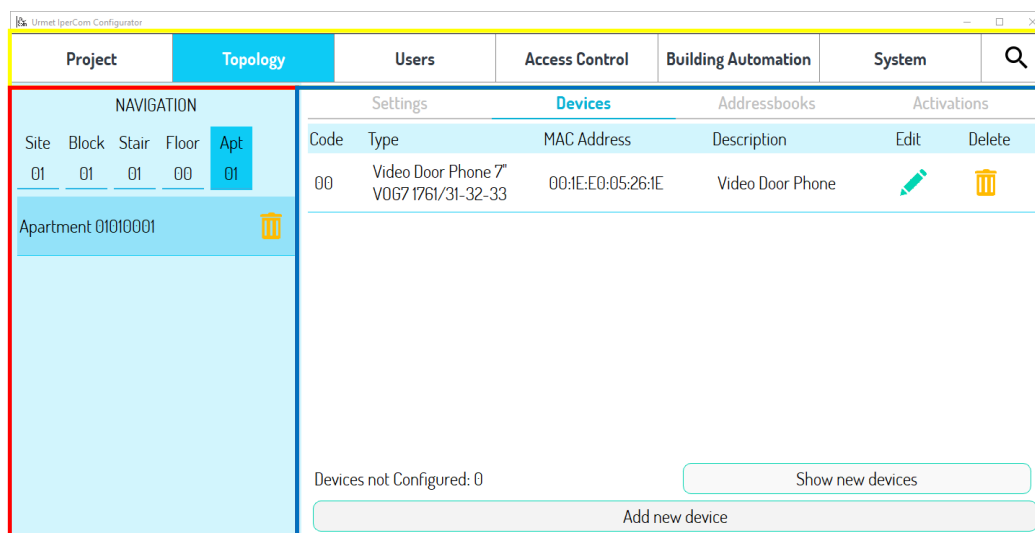 Urmet IperCom Configurator
Project Topology Users Access Control Building Automation System
NAVIGATION
Site Block Stair Floor Apt
01 01 01 00 01
Apartment 01010001
Settings Devices Addressbooks Activations
Code Type MAC Address Description Edit Delete
00 Video Door Phone 7" VOG7 1761/31-32-33 00:1E:E0:05:26:1E Video Door Phone
Devices not Configured: 0 Show new devices
Add new device